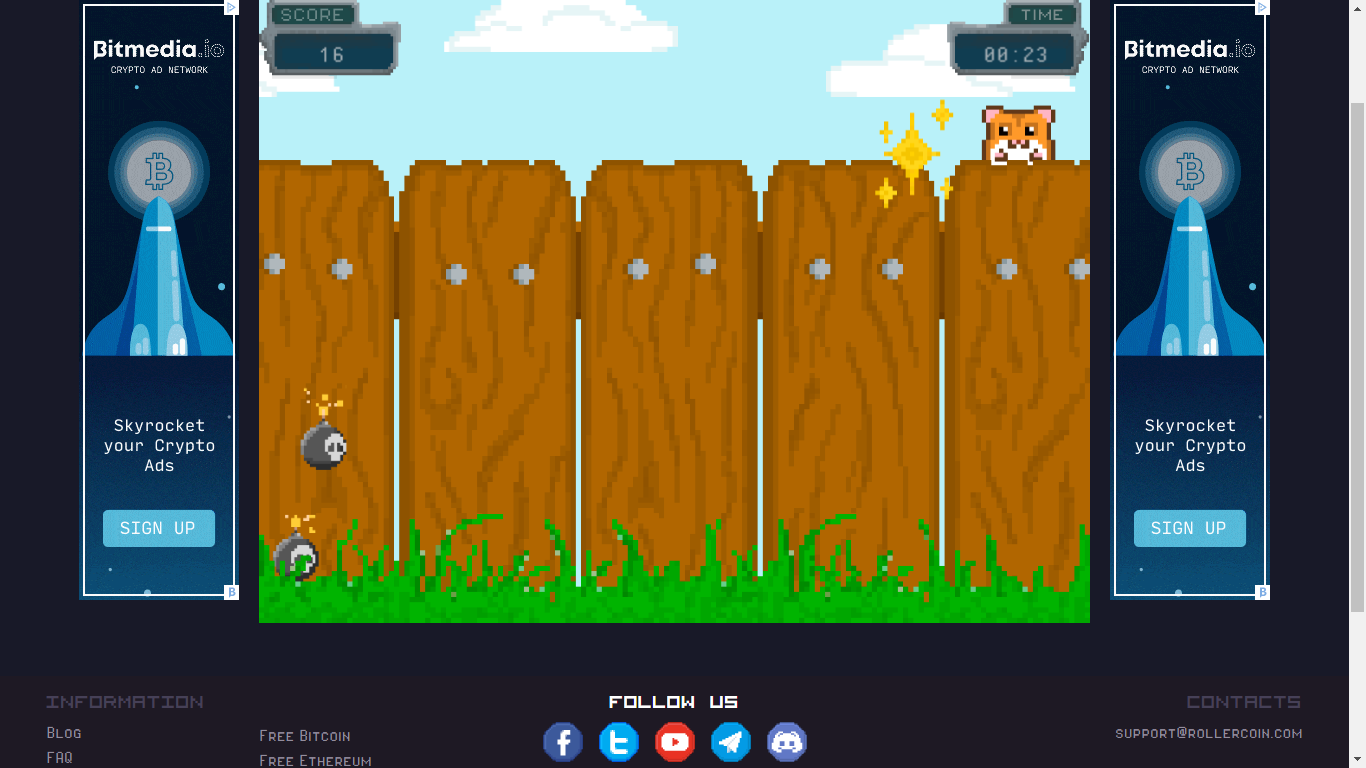 SCORE
16
TIME
00:23
Bitmedia.io
CRYPTO AD NETWORK
Skyrocket
your Crypto
Ads
SIGN UP
Bitmedia.io
CRYPTO AD NETWORK
Skyrocket
your Crypto
Ads
SIGN UP
INFORMATION
Blog
FAQ
Free Bitcoin
Free Ethereum
FOLLOW US
CONTACTS
support@rollercoin.com